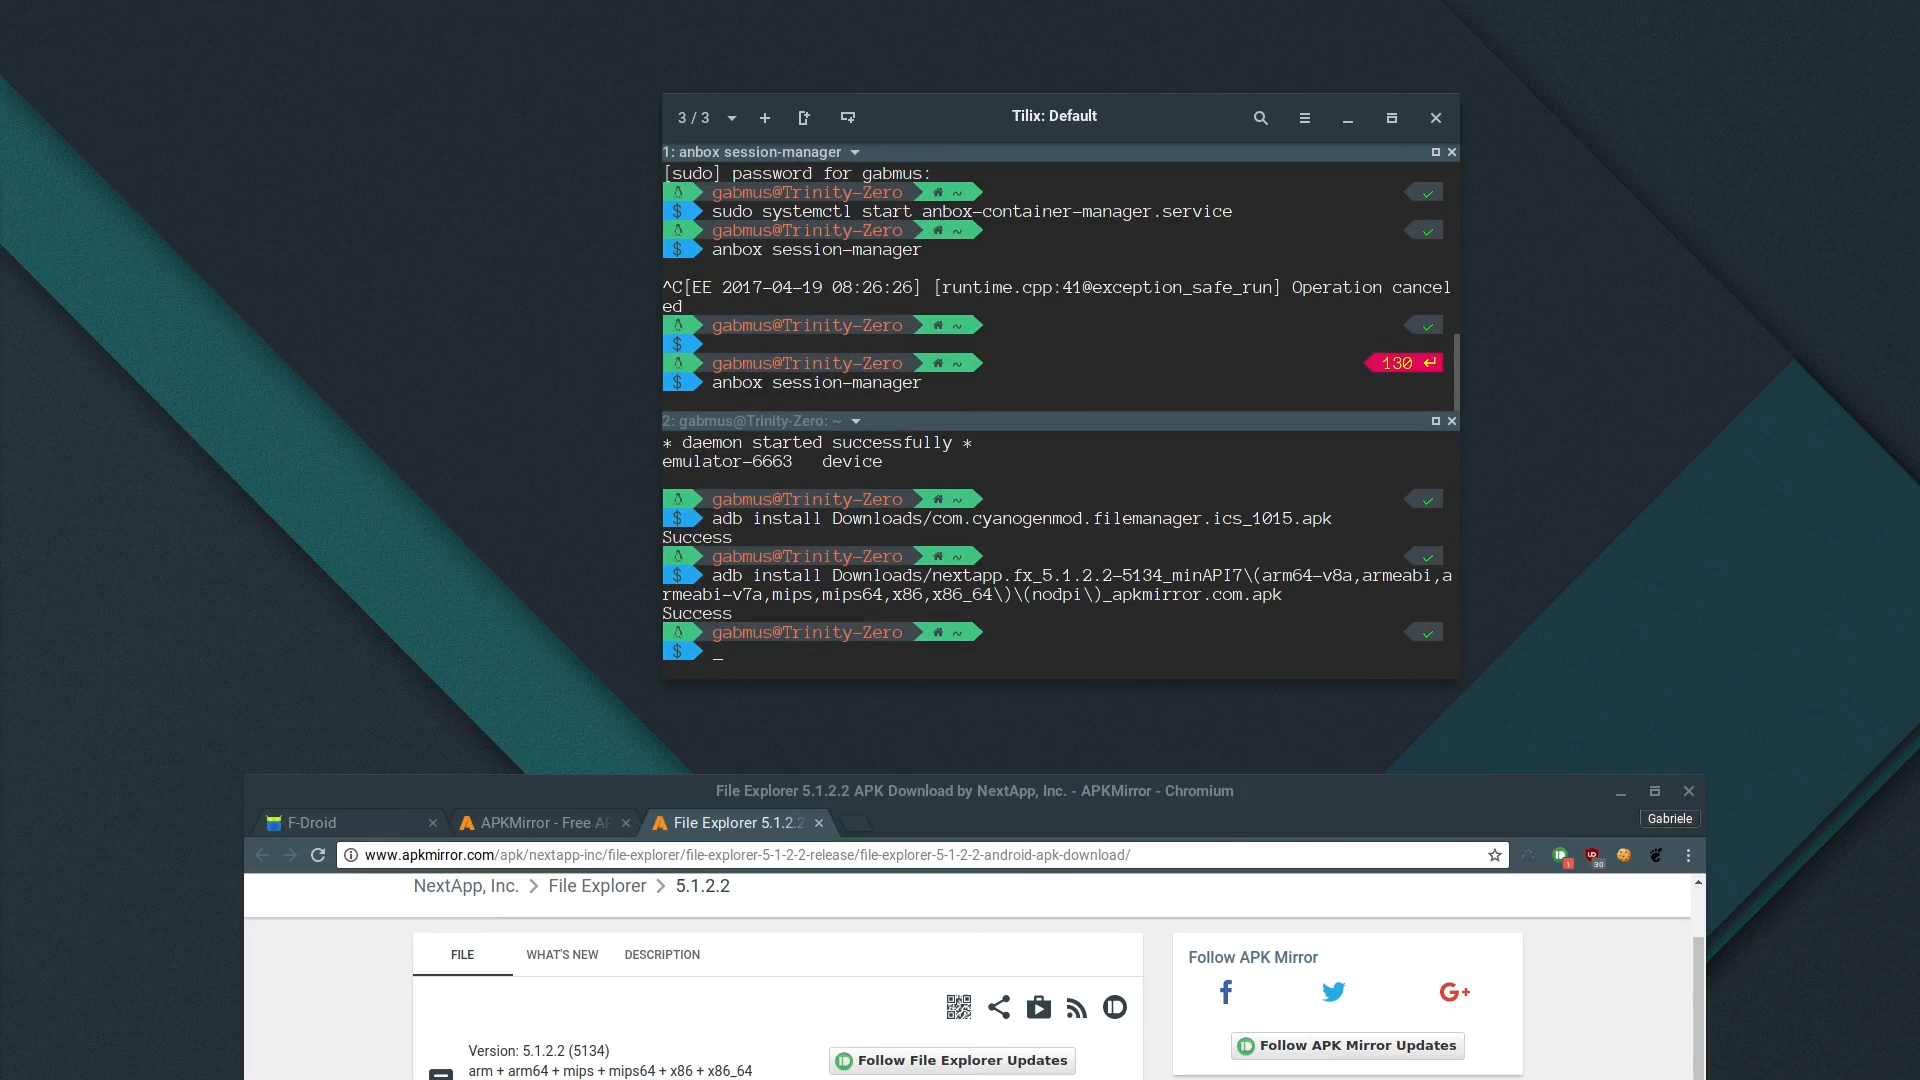 3 / 3
Tilix: Default
1: anbox session-manager
[sudo] password for gabmus:
gabmus@Trinity-Zero ~
$ sudo systemctl start anbox-container-manager.service
gabmus@Trinity-Zero ~
$ anbox session-manager
^C[EE 2017-04-19 08:26:26] [runtime.cpp:41@exception_safe_run] Operation cancel
ed
gabmus@Trinity-Zero ~
$
gabmus@Trinity-Zero ~ 130 ↵
$ anbox session-manager
2: gabmus@Trinity-Zero: ~
* daemon started successfully *
emulator-6663 device
gabmus@Trinity-Zero ~
$ adb install Downloads/com.cyanogenmod.filemanager.ics_1015.apk
Success
gabmus@Trinity-Zero ~
$ adb install Downloads/nextapp.fx_5.1.2.2-5134_minAPI7\(arm64-v8a,armeabi,a
rmeabi-v7a,mips,mips64,x86,x86_64\)\(nodpi\)_apkmirror.com.apk
Success
gabmus@Trinity-Zero ~
$ _
File Explorer 5.1.2.2 APK Download by NextApp, Inc. - APKMirror - Chromium
F-Droid
APKMirror - Free AP
File Explorer 5.1.2.2
Gabriele
www.apkmirror.com/apk/nextapp-inc/file-explorer/file-explorer-5-1-2-2-release/file-explorer-5-1-2-2-android-apk-download/
1
30
NextApp, Inc. > File Explorer > 5.1.2.2
FILE
WHAT'S NEW
DESCRIPTION
Follow APK Mirror
G+
Follow APK Mirror Updates
Version: 5.1.2.2 (5134)
Follow File Explorer Updates
arm + arm64 + mips + mips64 + x86 + x86_64